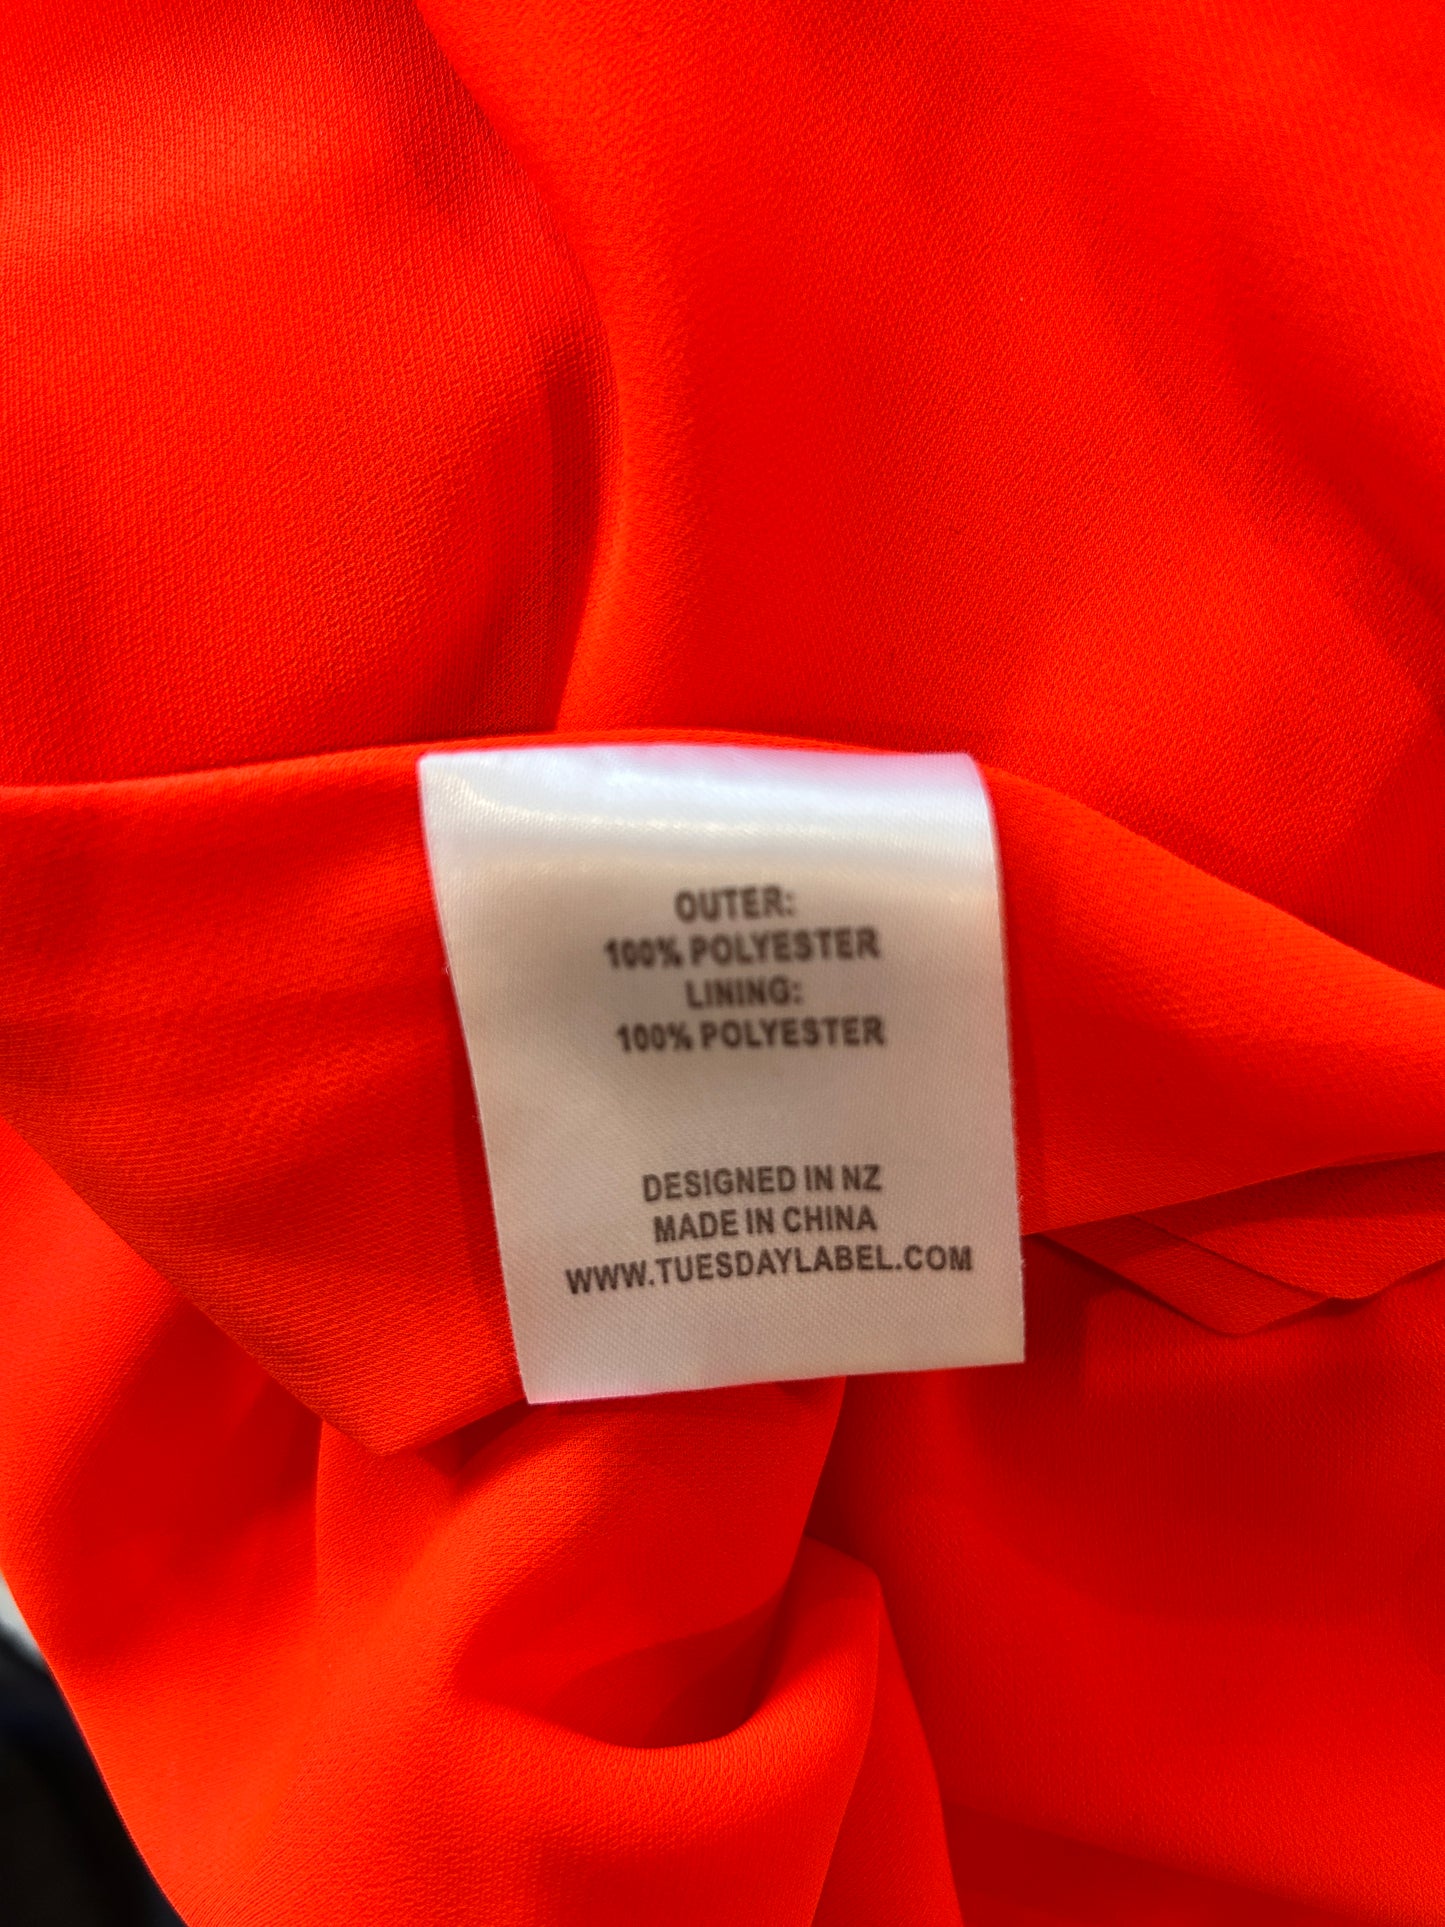 OUTER:
100% POLYESTER
LINING:
100% POLYESTER
DESIGNED IN NZ
MADE IN CHINA
WWW.TUESDAYLABEL.COM